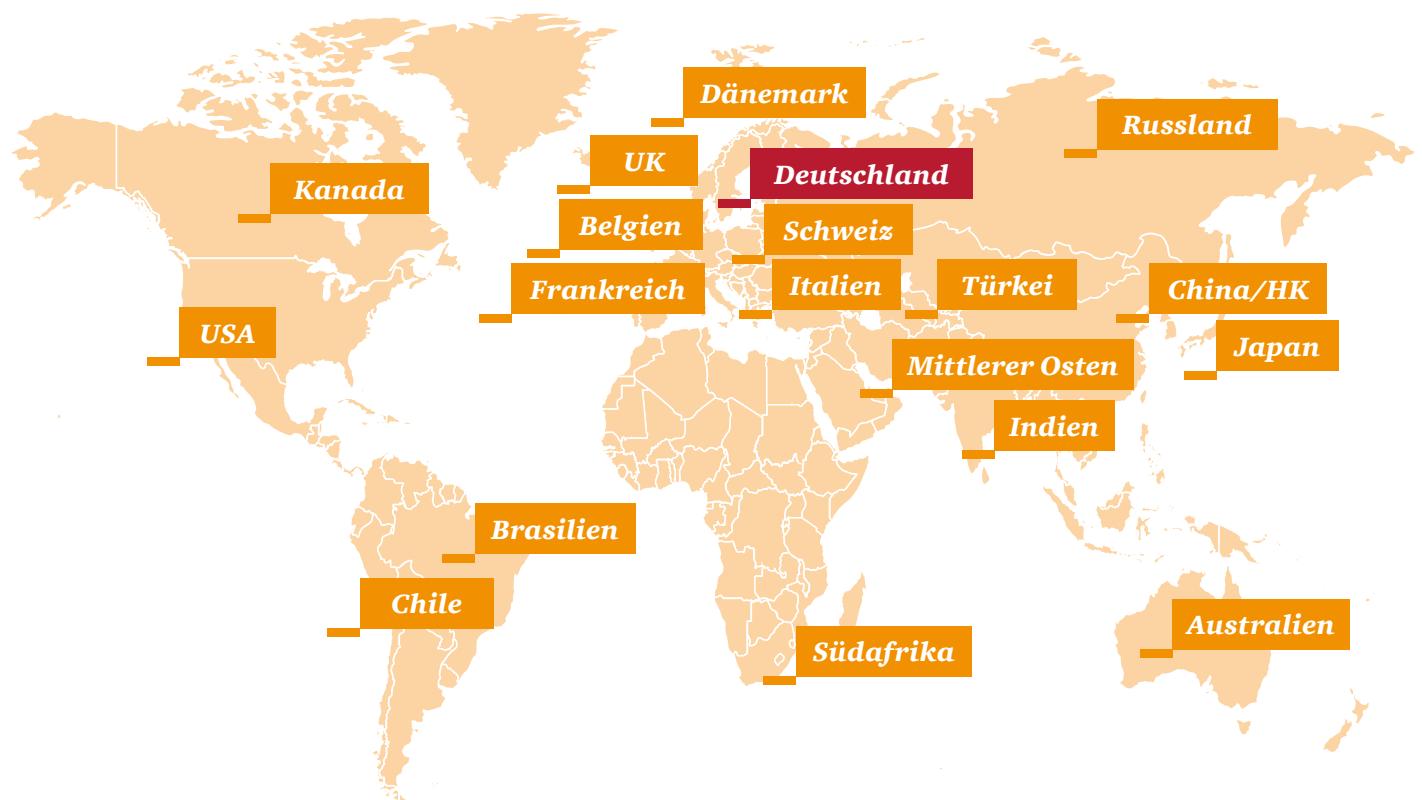 Dänemark
Russland
UK
Deutschland
Kanada
Belgien
Schweiz
Frankreich
Italien
Türkei
China/HK
USA
Japan
Mittlerer Osten
Indien
Brasilien
Chile
Australien
Südafrika